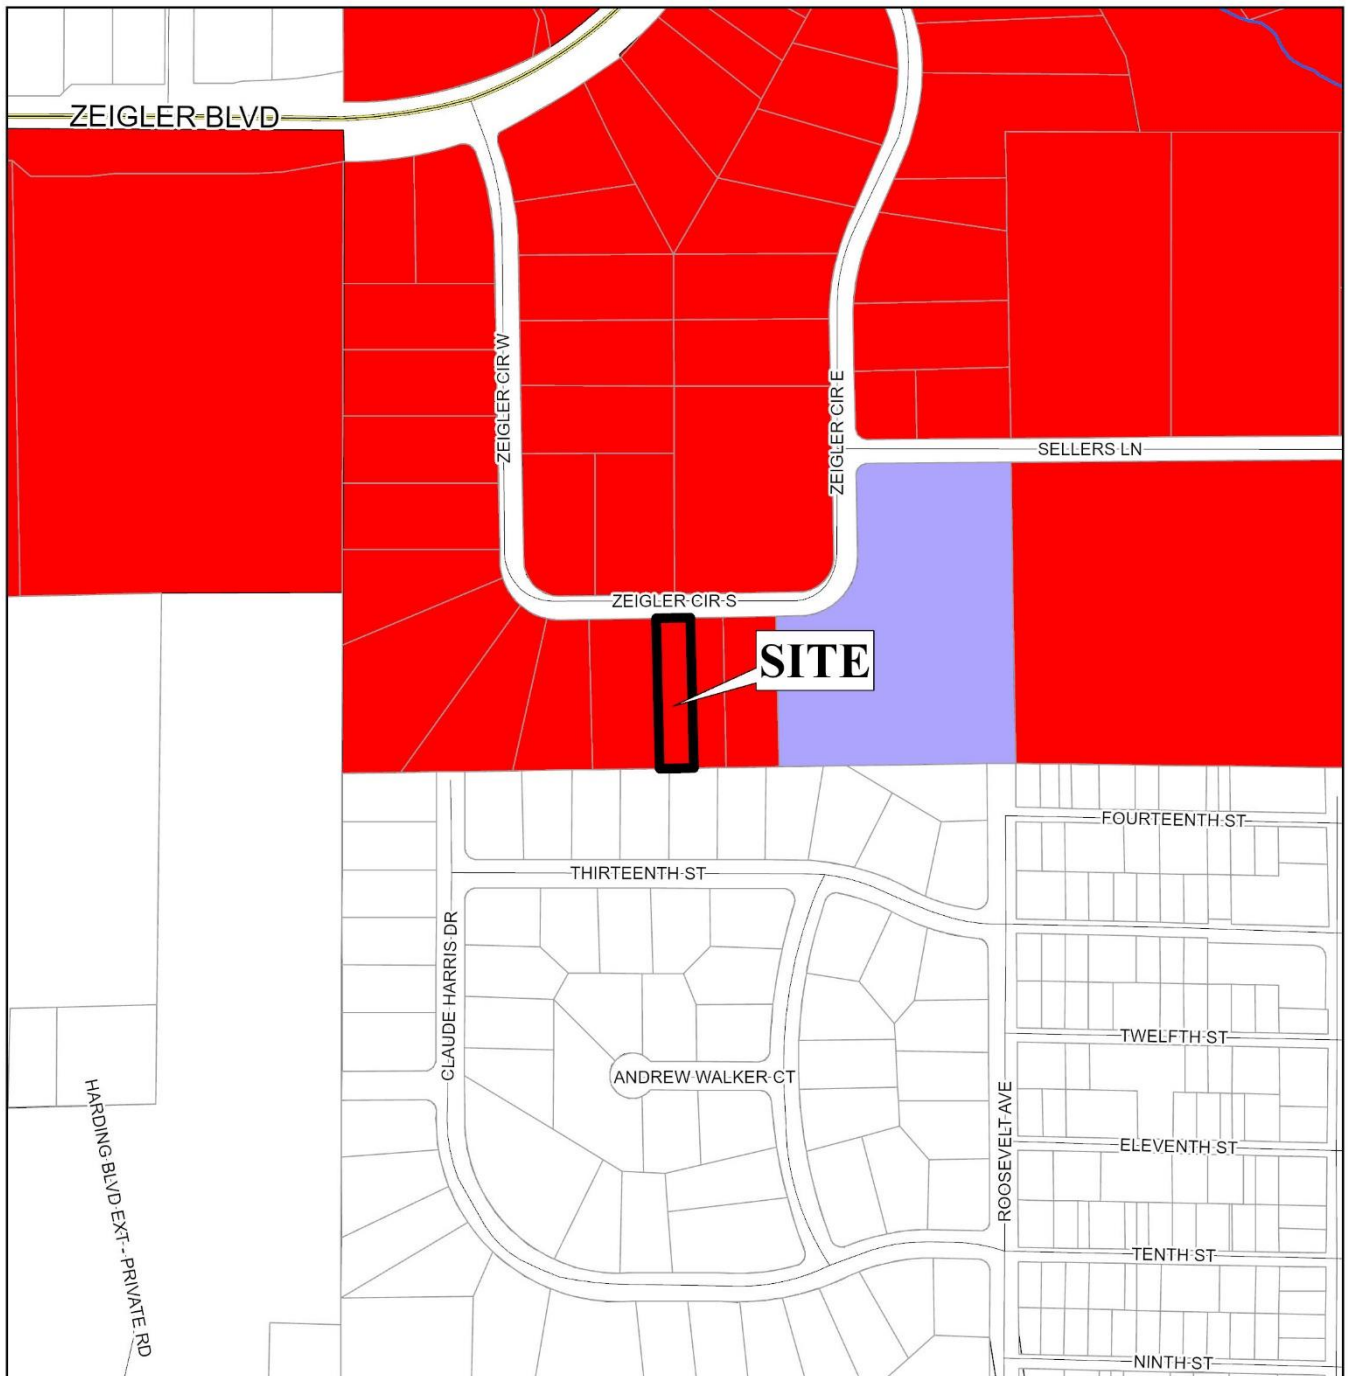 ZEIGLER BLVD
ZEIGLER CIR W
ZEIGLER CIR E
SELLERS LN
ZEIGLER CIR S
SITE
FOURTEENTH ST
THIRTEENTH ST
CLAUDE HARRIS DR
TWELFTH ST
ANDREW WALKER CT
HARDING BLVD EXT--PRIVATE RD
ROOSEVELT AVE
ELEVENTH ST
TENTH ST
NINTH ST